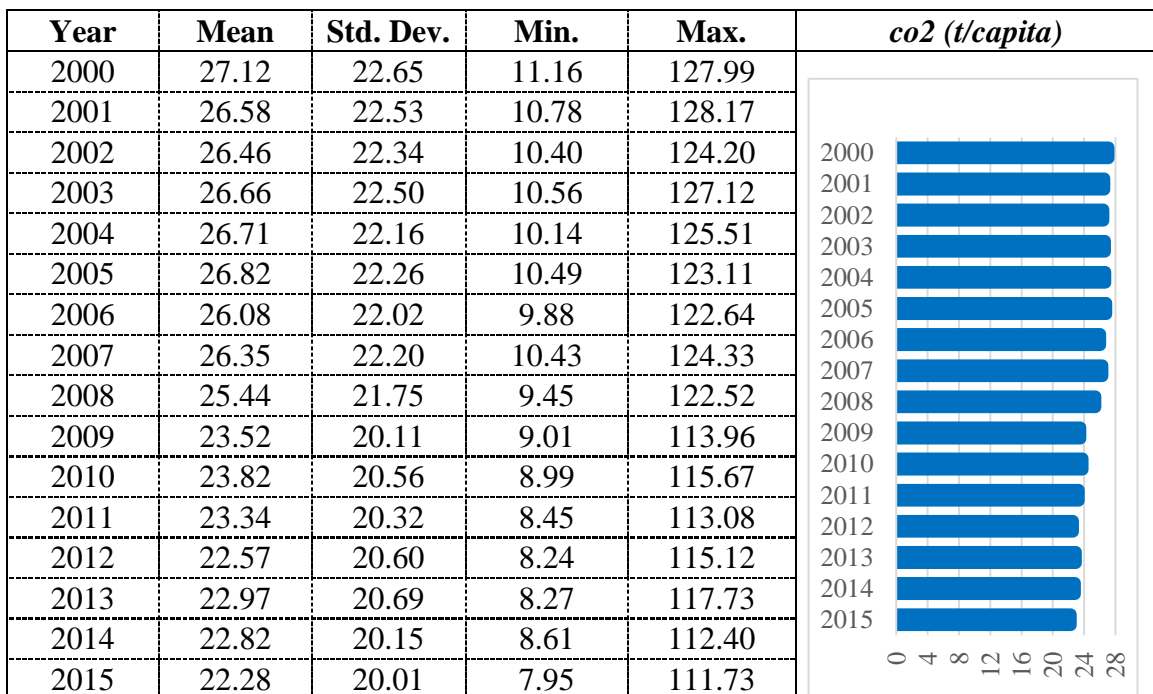 Year Mean Std. Dev. Min. Max. co2 (t/capita)
2000 27.12 22.65 11.16 127.99
2001 26.58 22.53 10.78 128.17
2002 26.46 22.34 10.40 124.20
2003 26.66 22.50 10.56 127.12
2004 26.71 22.16 10.14 125.51
2005 26.82 22.26 10.49 123.11
2006 26.08 22.02 9.88 122.64
2007 26.35 22.20 10.43 124.33
2008 25.44 21.75 9.45 122.52
2009 23.52 20.11 9.01 113.96
2010 23.82 20.56 8.99 115.67
2011 23.34 20.32 8.45 113.08
2012 22.57 20.60 8.24 115.12
2013 22.97 20.69 8.27 117.73
2014 22.82 20.15 8.61 112.40
2015 22.28 20.01 7.95 111.73
2000
2001
2002
2003
2004
2005
2006
2007
2008
2009
2010
2011
2012
2013
2014
2015
0 4 8 12 16 20 24 28